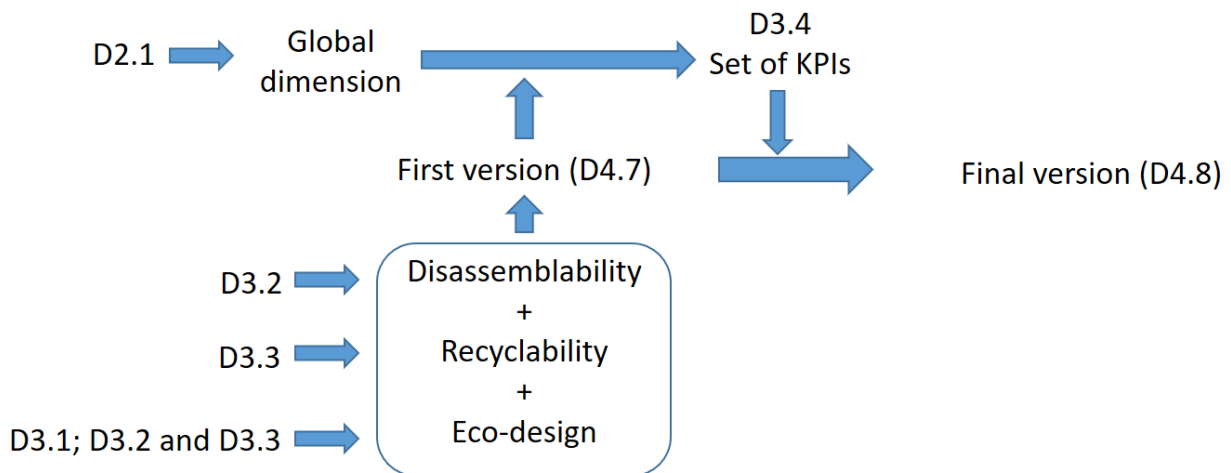 D2.1
Global
dimension
D3.4
Set of KPIs
First version (D4.7)
Final version (D4.8)
D3.2
Disassemblability
+
D3.3
Recyclability
+
D3.1; D3.2 and D3.3
Eco-design